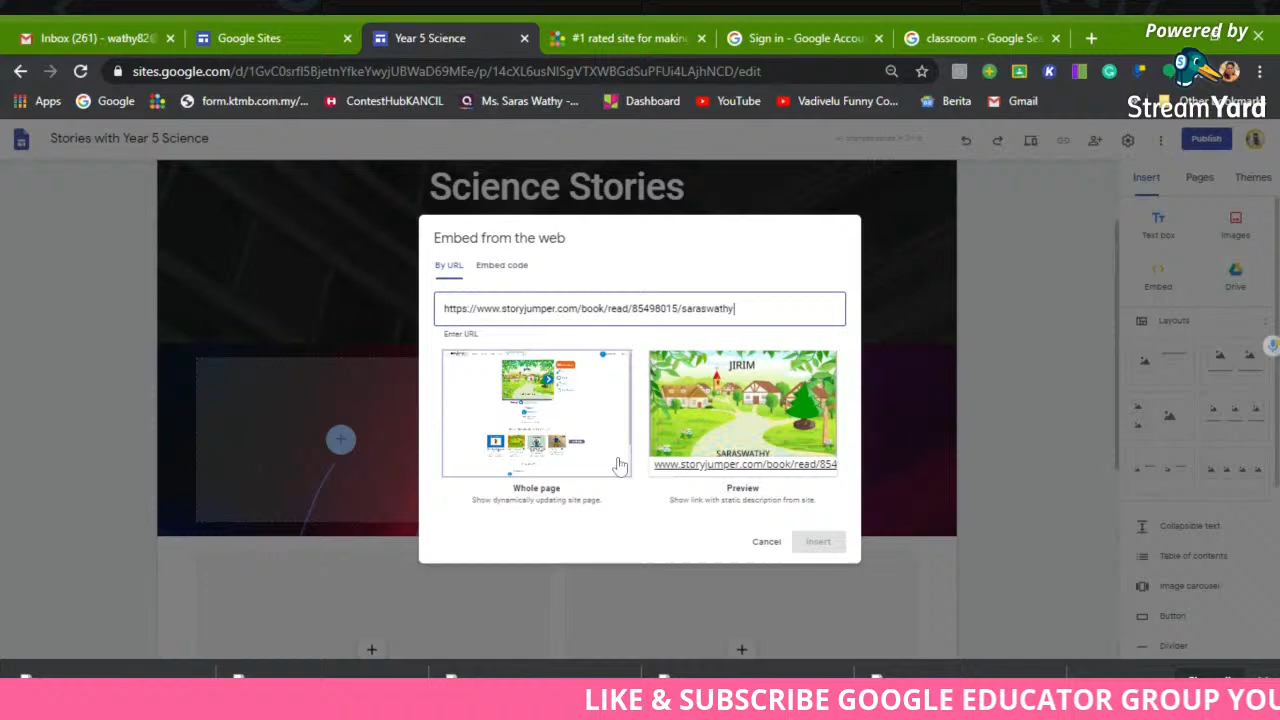 Inbox (261) - wathy82@
Google Sites
Year 5 Science
#1 rated site for makin
Sign in - Google Accou
classroom - Google Sea
Powered by
sites.google.com/d/1GvC0srfI5BjetnYfkeYwyjUBWaD89MEe/p/14cXL6usNISgVTXWBGdSuPFUi4LAjhNCD/edit
Apps
Google
form.ktmb.com.my/...
ContestHubKANCIL
Ms. Saras Wathy -...
Dashboard
YouTube
Vadivelu Funny Co...
Berita
Gmail
StreamYard
Stories with Year 5 Science
Publish
Science Stories
Insert
Pages
Themes
Text box
Images
Embed
Drive
Layouts
Collapsible text
Table of contents
Image carousel
Button
Divider
Embed from the web
By URL
Embed code
https://www.storyjumper.com/book/read/85498015/saraswathy
Enter URL
JIRIM
SARASWATHY
www.storyjumper.com/book/read/854
Whole page
Show dynamically updating site page.
Preview
Show link with static description from site.
Cancel
Insert
LIKE & SUBSCRIBE GOOGLE EDUCATOR GROUP YOU